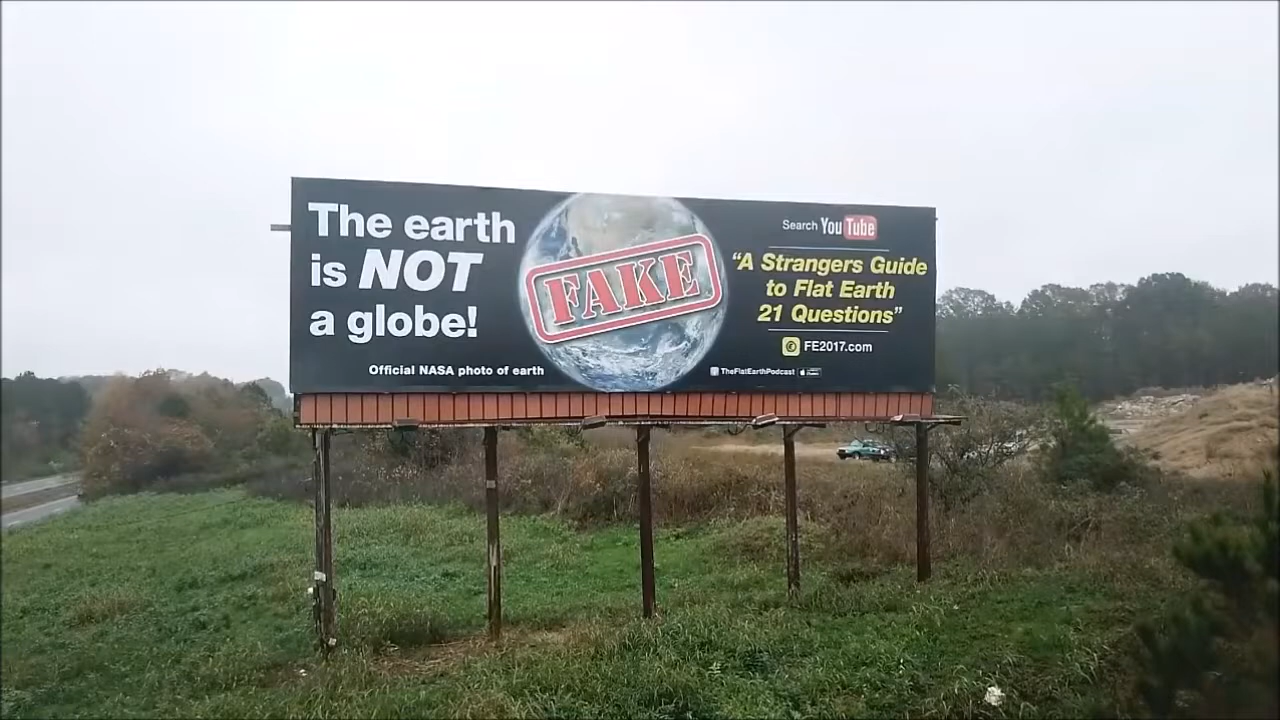 The earth
is NOT
a globe!
Official NASA photo of earth
FAKE
Search YouTube
“A Strangers Guide
to Flat Earth
21 Questions”
FE2017.com
TheFlatEarthPodcast